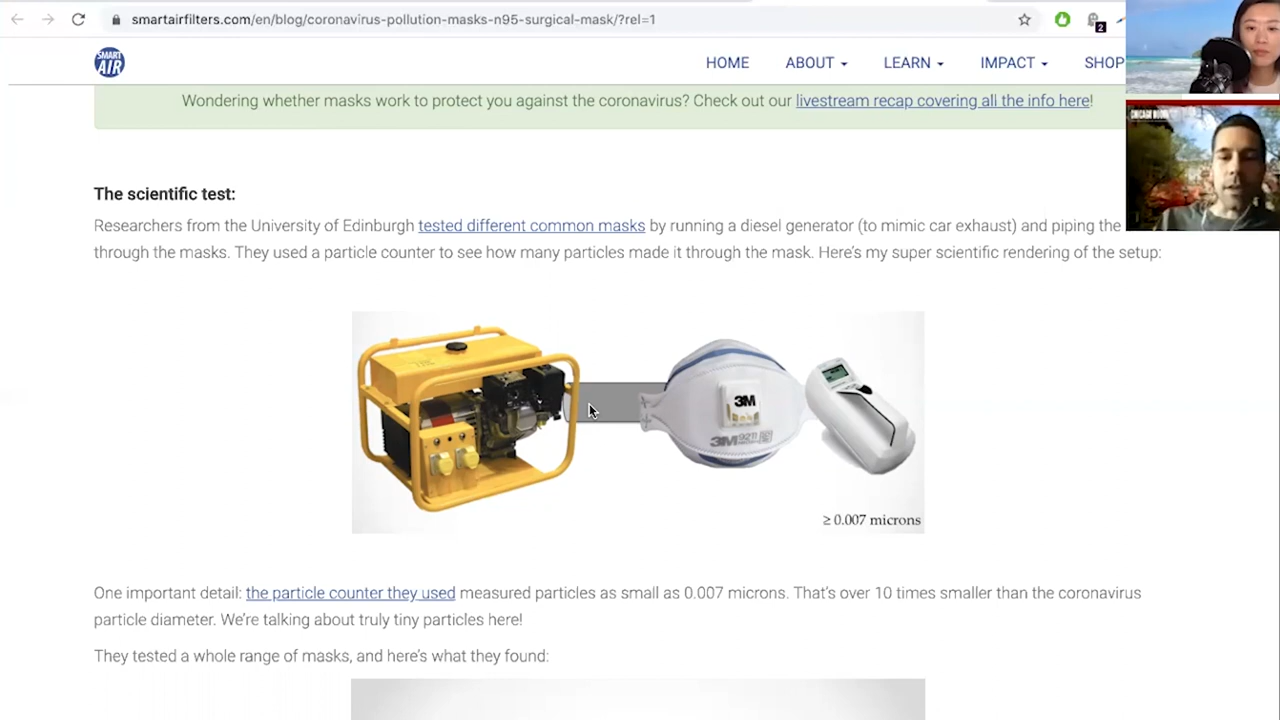 smartairfilters.com/en/blog/coronavirus-pollution-masks-n95-surgical-mask/?rel=1
2
SMART
AIR
HOME
ABOUT
LEARN
IMPACT
SHOP
Wondering whether masks work to protect you against the coronavirus? Check out our livestream recap covering all the info here!
The scientific test:
Researchers from the University of Edinburgh tested different common masks by running a diesel generator (to mimic car exhaust) and piping the
through the masks. They used a particle counter to see how many particles made it through the mask. Here's my super scientific rendering of the setup:
3M
3M 9211
≥ 0.007 microns
One important detail: the particle counter they used measured particles as small as 0.007 microns. That's over 10 times smaller than the coronavirus
particle diameter. We're talking about truly tiny particles here!
They tested a whole range of masks, and here's what they found: